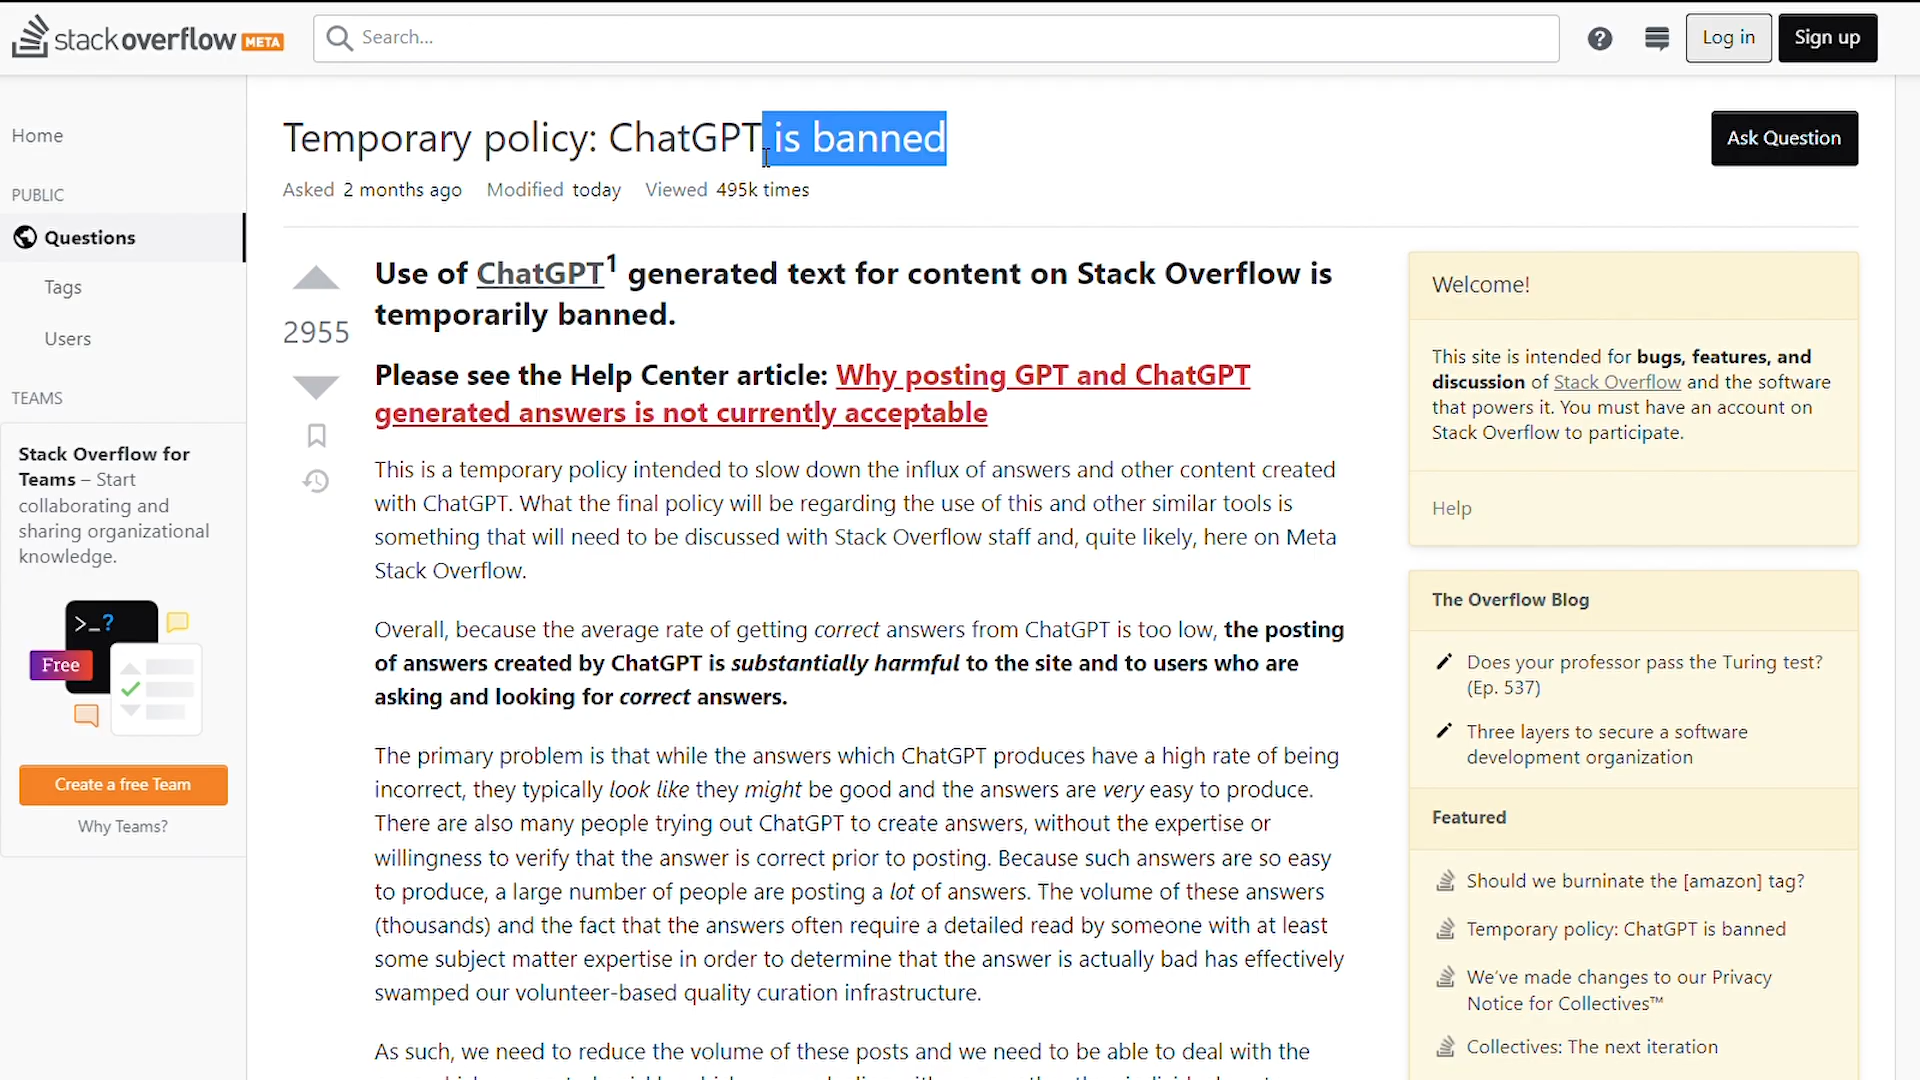 stackoverflow META
Search...
Log in
Sign up
Home
PUBLIC
Questions
Tags
Users
TEAMS
Stack Overflow for
Teams – Start
collaborating and
sharing organizational
knowledge.
>_?
Free
Create a free Team
Why Teams?
Temporary policy: ChatGPT is banned
Ask Question
Asked 2 months ago Modified today Viewed 495k times
2955
Use of ChatGPT1 generated text for content on Stack Overflow is
temporarily banned.
Please see the Help Center article: Why posting GPT and ChatGPT
generated answers is not currently acceptable
This is a temporary policy intended to slow down the influx of answers and other content created
with ChatGPT. What the final policy will be regarding the use of this and other similar tools is
something that will need to be discussed with Stack Overflow staff and, quite likely, here on Meta
Stack Overflow.
Overall, because the average rate of getting correct answers from ChatGPT is too low, the posting
of answers created by ChatGPT is substantially harmful to the site and to users who are
asking and looking for correct answers.
The primary problem is that while the answers which ChatGPT produces have a high rate of being
incorrect, they typically look like they might be good and the answers are very easy to produce.
There are also many people trying out ChatGPT to create answers, without the expertise or
willingness to verify that the answer is correct prior to posting. Because such answers are so easy
to produce, a large number of people are posting a lot of answers. The volume of these answers
(thousands) and the fact that the answers often require a detailed read by someone with at least
some subject matter expertise in order to determine that the answer is actually bad has effectively
swamped our volunteer-based quality curation infrastructure.
As such, we need to reduce the volume of these posts and we need to be able to deal with the
Welcome!
This site is intended for bugs, features, and
discussion of Stack Overflow and the software
that powers it. You must have an account on
Stack Overflow to participate.
Help
The Overflow Blog
Does your professor pass the Turing test?
(Ep. 537)
Three layers to secure a software
development organization
Featured
Should we burninate the [amazon] tag?
Temporary policy: ChatGPT is banned
We've made changes to our Privacy
Notice for Collectives™
Collectives: The next iteration